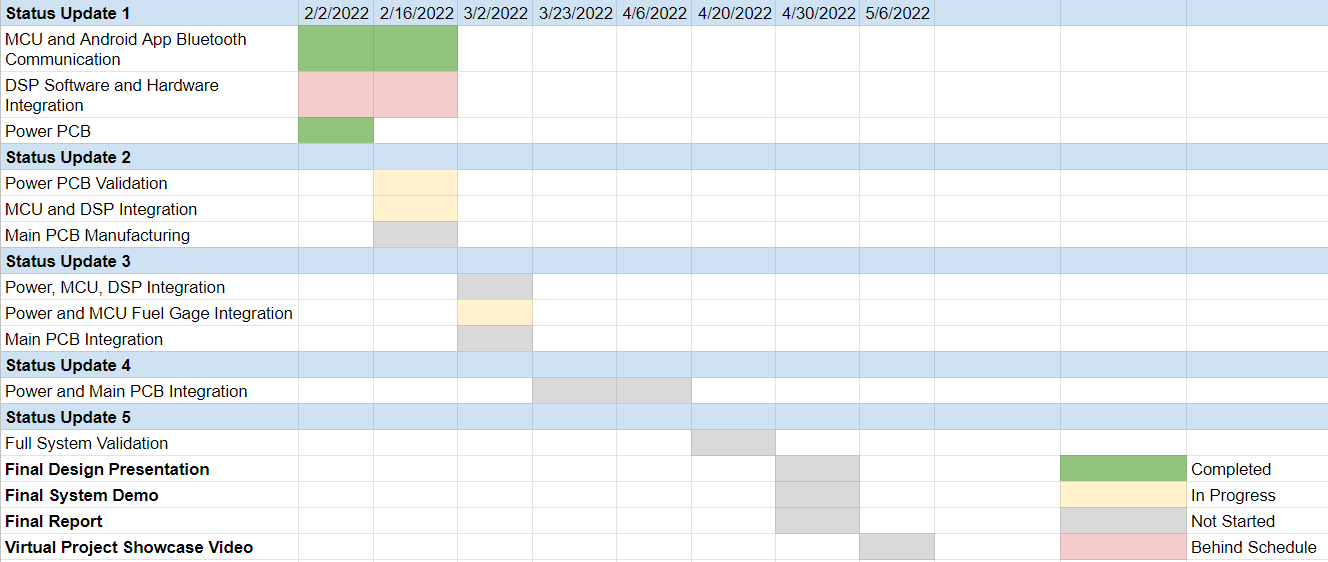 Status Update 1 2/2/2022 2/16/2022 3/2/2022 3/23/2022 4/6/2022 4/20/2022 4/30/2022 5/6/2022
MCU and Android App Bluetooth
Communication
DSP Software and Hardware
Integration
Power PCB
Status Update 2
Power PCB Validation
MCU and DSP Integration
Main PCB Manufacturing
Status Update 3
Power, MCU, DSP Integration
Power and MCU Fuel Gage Integration
Main PCB Integration
Status Update 4
Power and Main PCB Integration
Status Update 5
Full System Validation
Final Design Presentation Completed
Final System Demo In Progress
Final Report Not Started
Virtual Project Showcase Video Behind Schedule